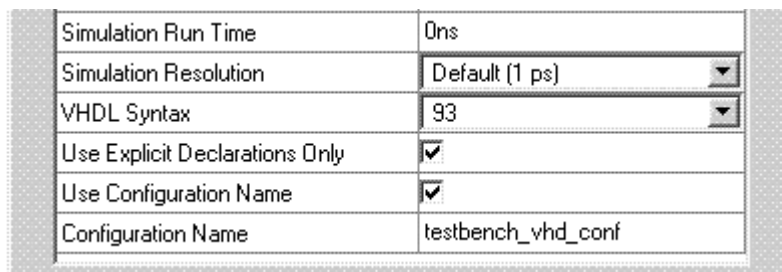 Simulation Run Time 0ns
Simulation Resolution Default (1 ps)
VHDL Syntax 93
Use Explicit Declarations Only
Use Configuration Name
Configuration Name testbench_vhd_conf